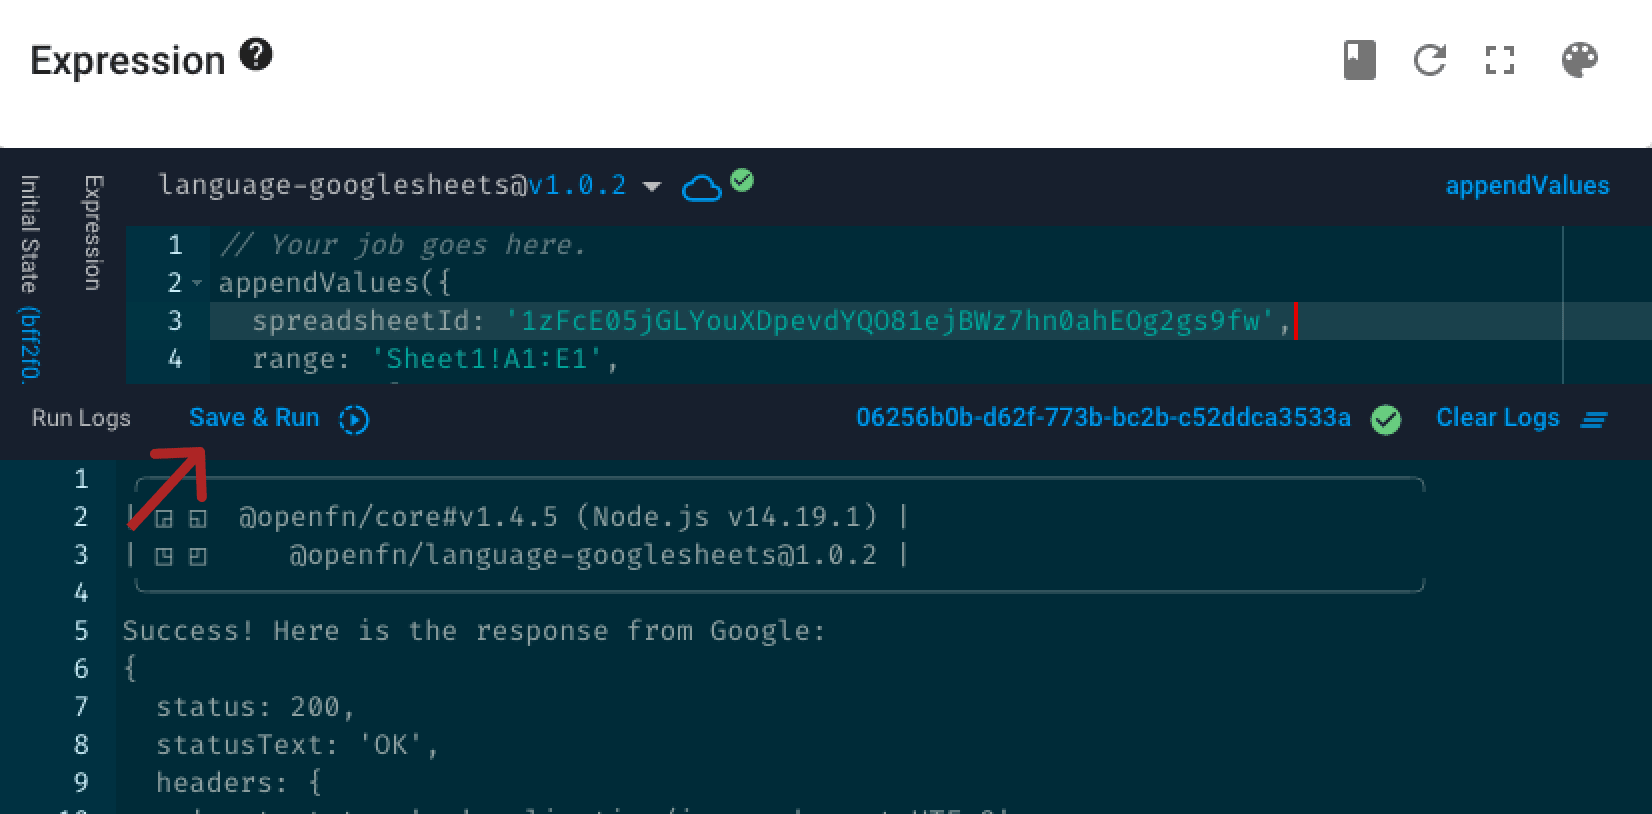 Expression
language-googlesheets@v1.0.2
appendValues
Initial State (bff2f0.
Expression
1 // Your job goes here.
2 appendValues({
3 spreadsheetId: '1zFcE05jGLYouXDpevdYQO81ejBWz7hn0ahEOg2gs9fw',
4 range: 'Sheet1!A1:E1',
Run Logs Save & Run 06256b0b-d62f-773b-bc2b-c52ddca3533a Clear Logs
1
2 | ◲ ◱ @openfn/core#v1.4.5 (Node.js v14.19.1) |
3 | ◳ ◰ @openfn/language-googlesheets@1.0.2 |
4
5 Success! Here is the response from Google:
6 {
7 status: 200,
8 statusText: 'OK',
9 headers: {
10